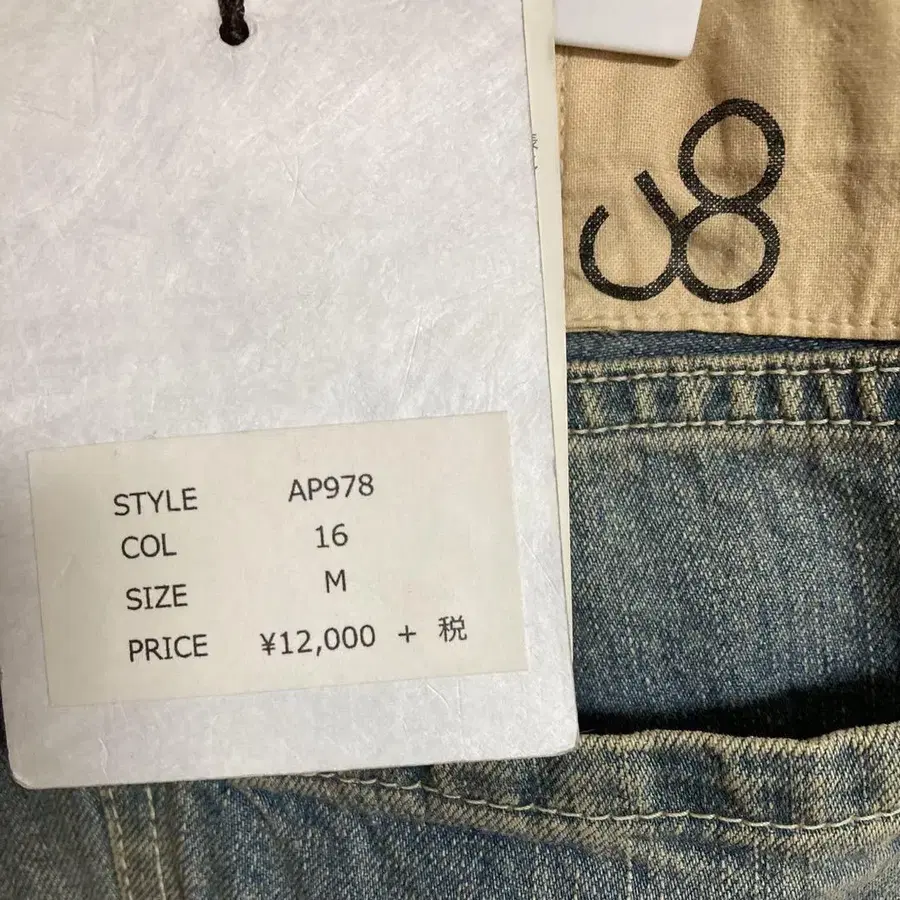 STYLE AP978
COL 16
SIZE M
PRICE ¥12,000 + 税